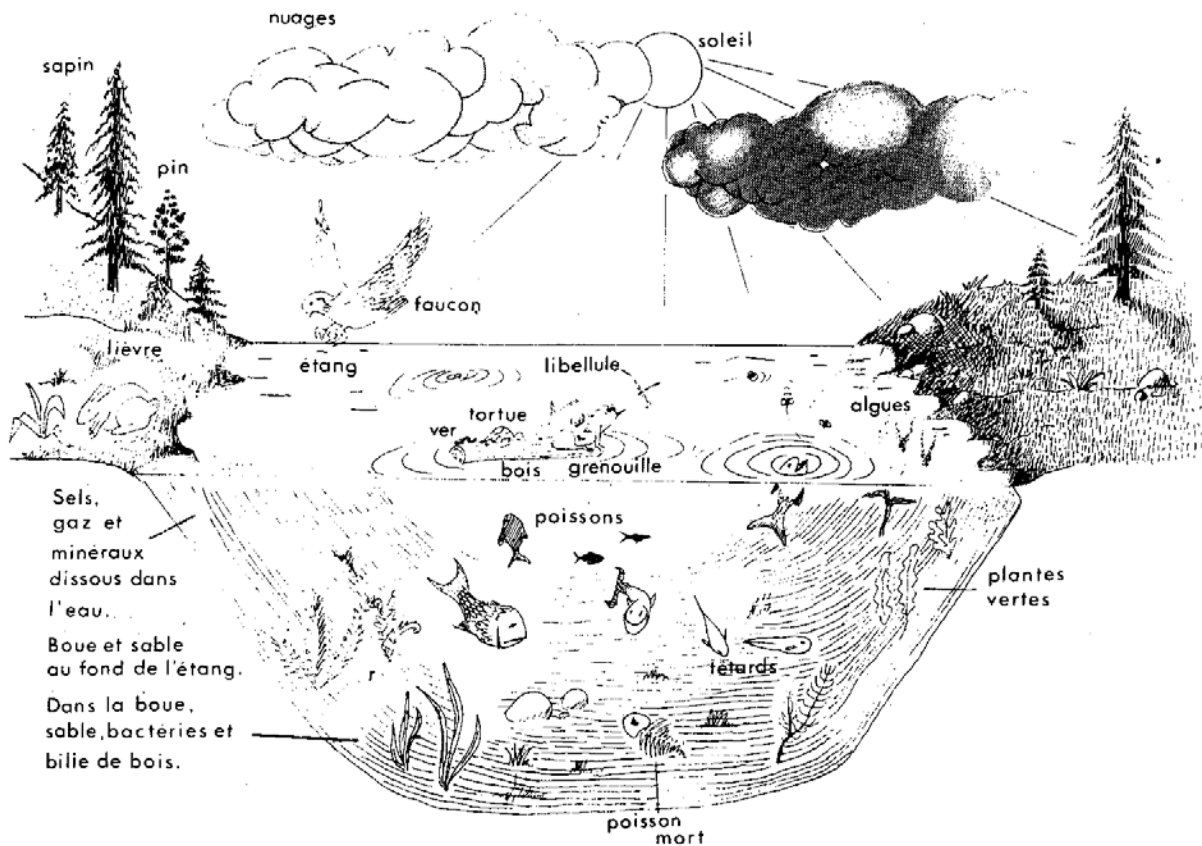 nuages
soleil
sapin
pin
faucon
lièvre
étang
libellule
tortue
algues
ver
bois
grenouille
Sels,
gaz et
minéraux
dissous dans
l'eau..
poissons
plantes
vertes
Boue et sable
au fond de l'étang.
têtards
r
Dans la boue,
sable, bactéries et
bilie de bois.
poisson
mort